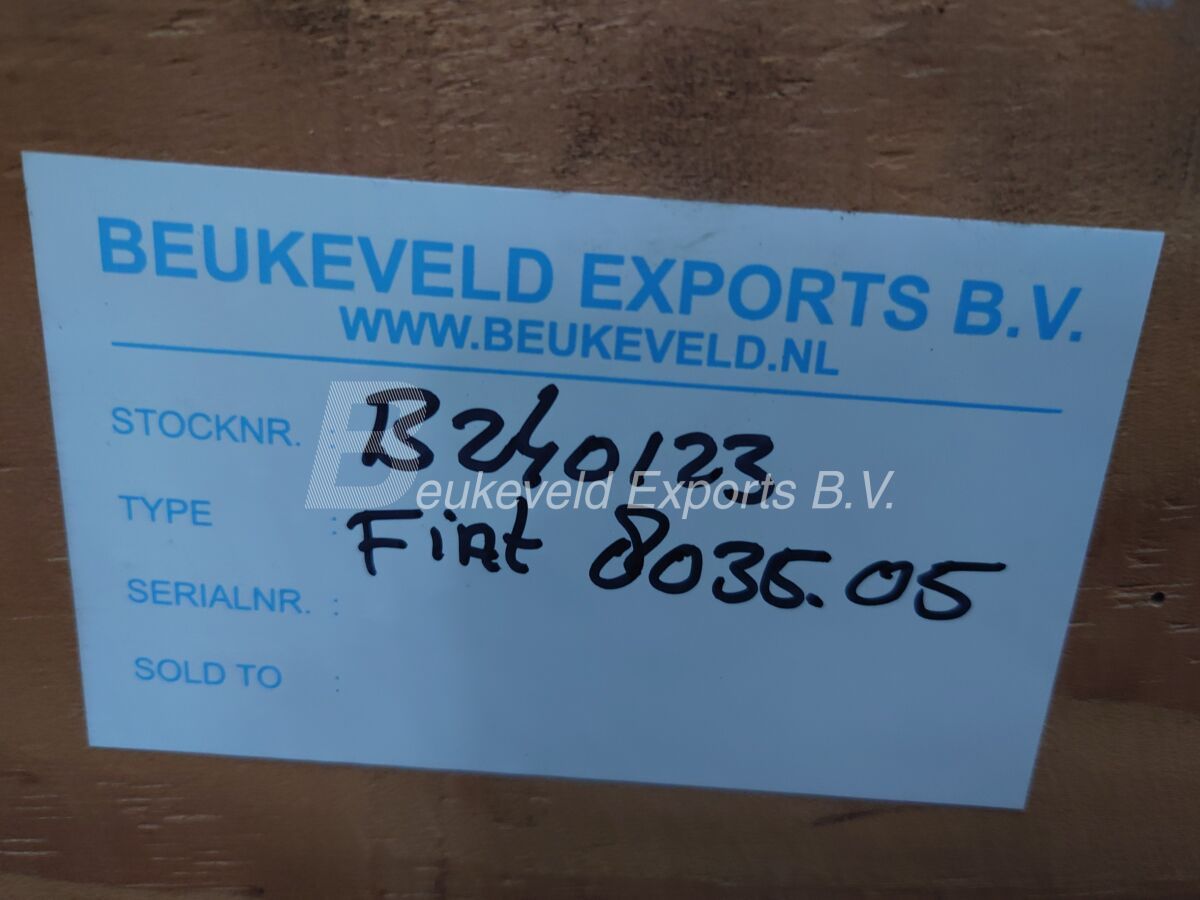 BEUKEVELD EXPORTS B.V.
WWW.BEUKEVELD.NL
STOCKNR. : B240123
Beukeveld Exports B.V.
TYPE : Fiat 8035.05
SERIALNR. :
SOLD TO :